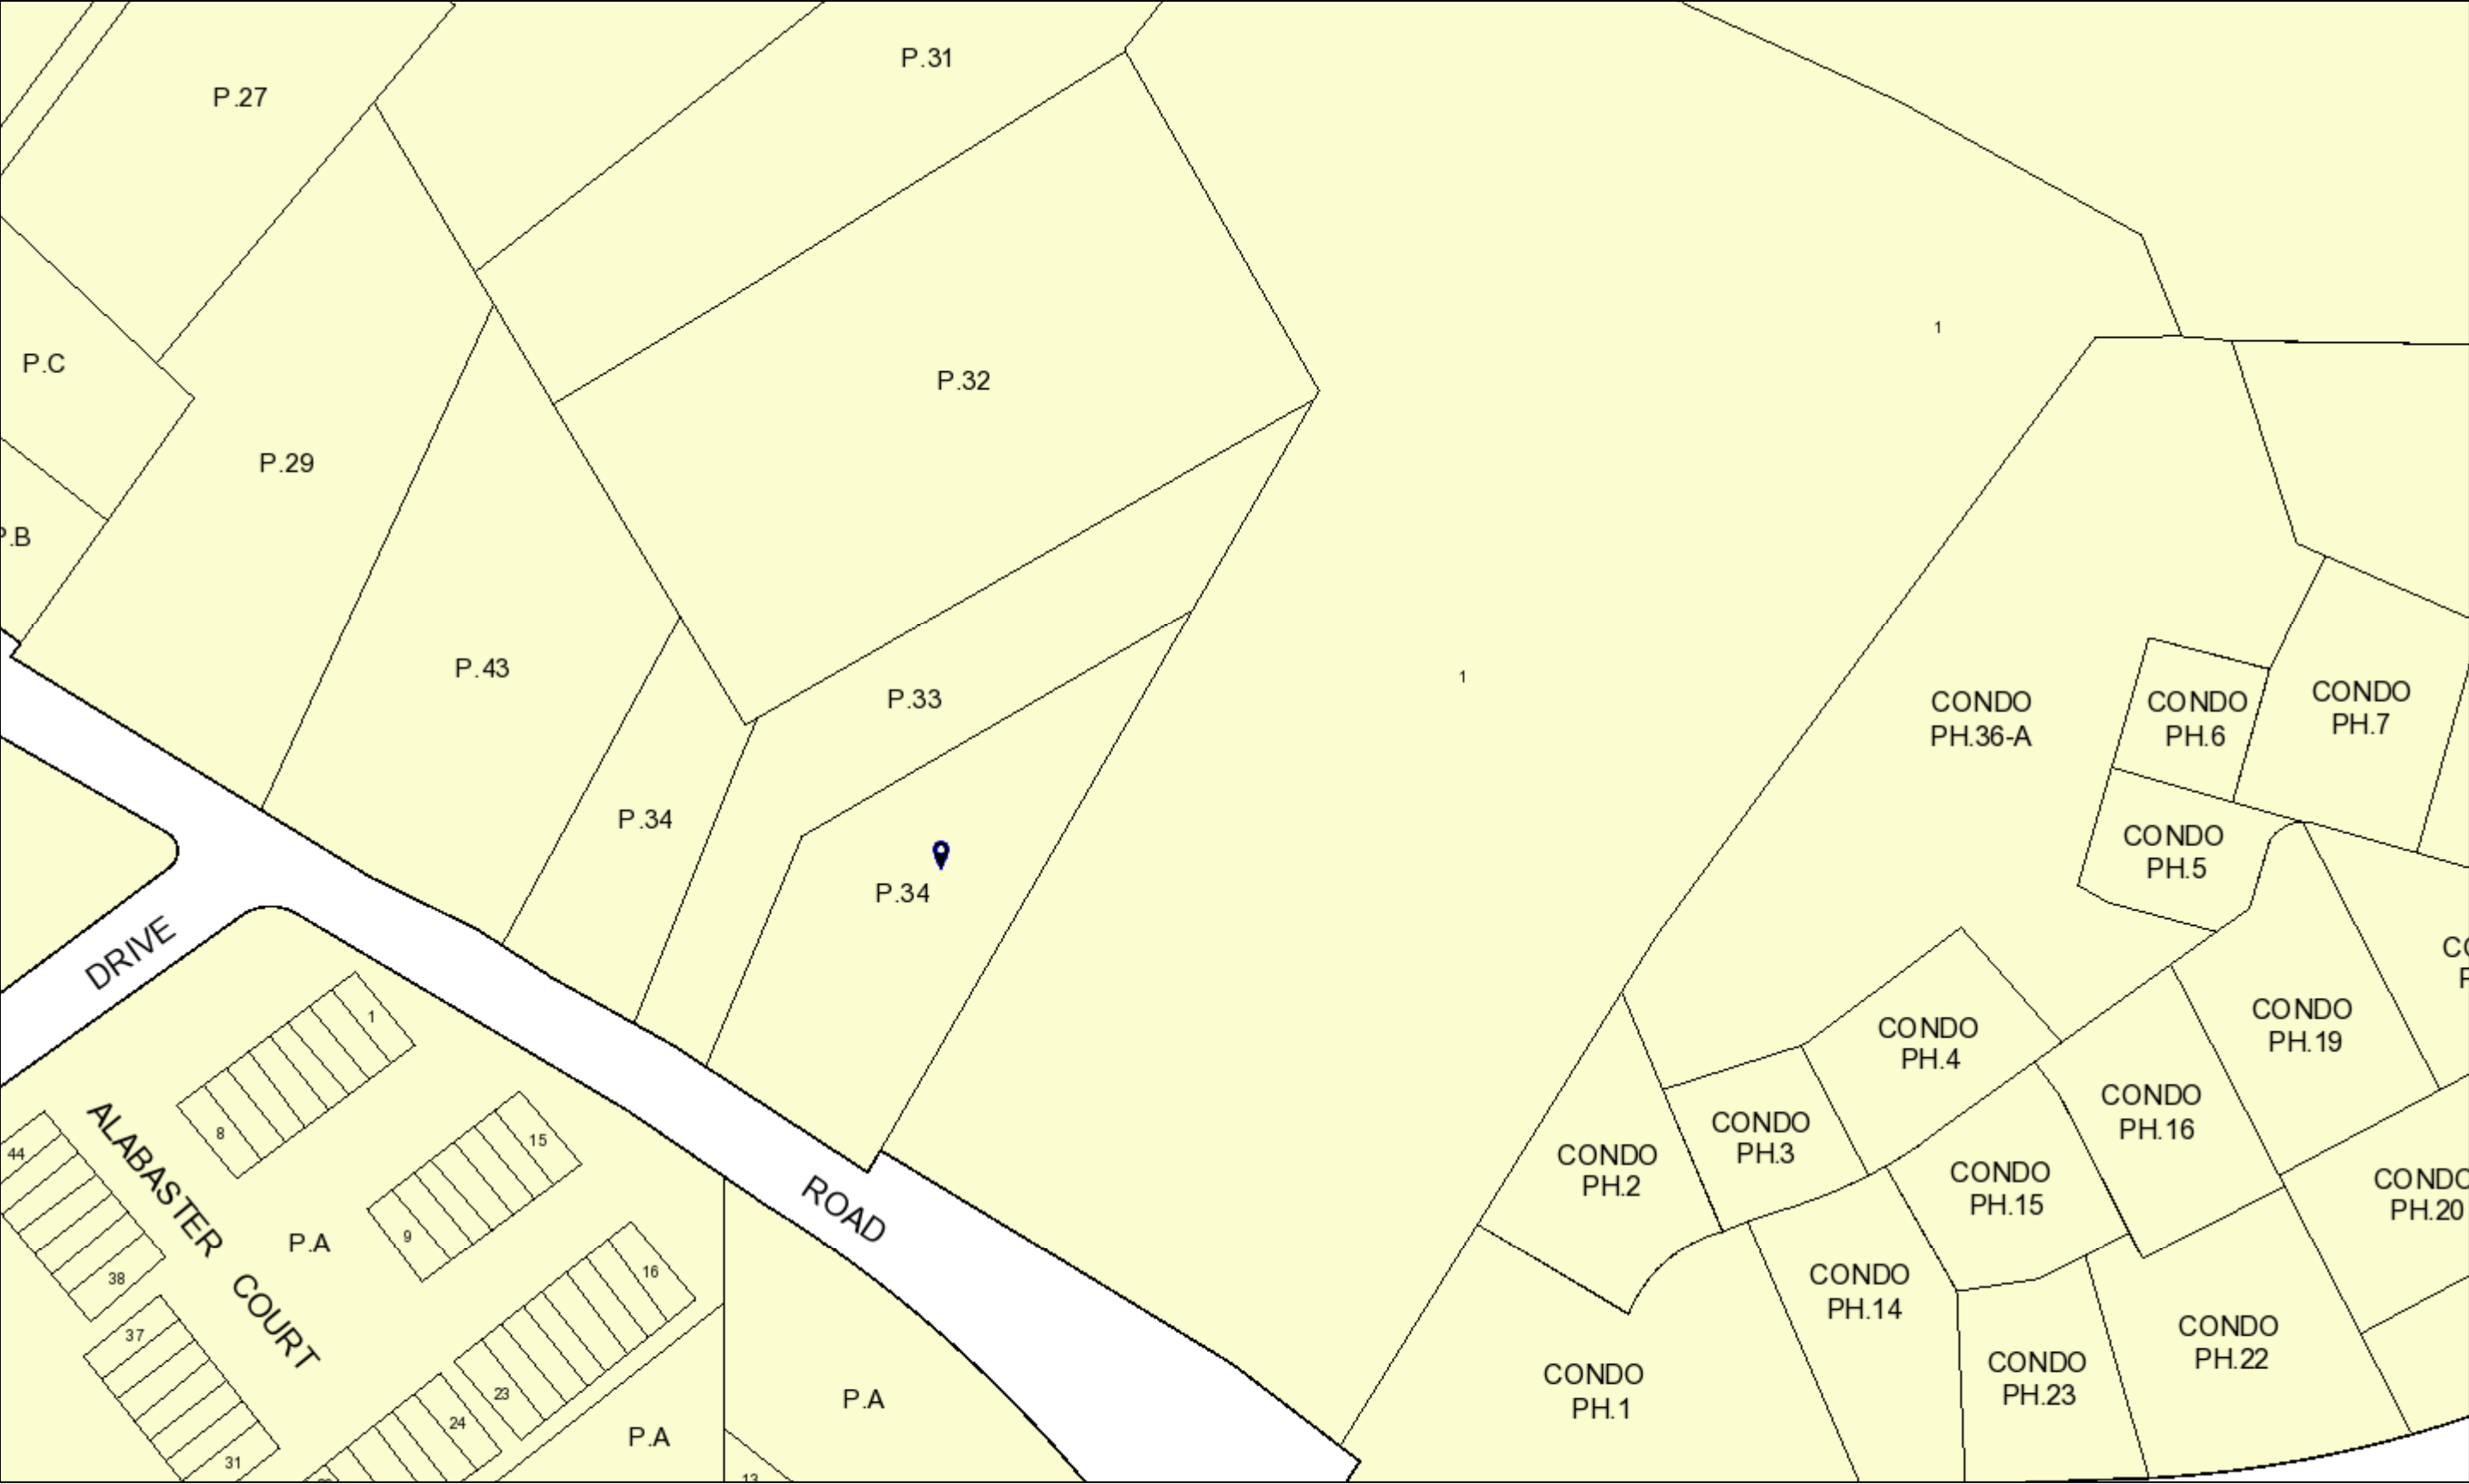 P.31
P.27
1
P.C
P.32
P.29
P.B
P.43
1
P.33
CONDO
PH.36-A
CONDO
PH.6
CONDO
PH.7
P.34
CONDO
PH.5
P.34
DRIVE
1
CONDO
PH.4
CONDO
PH.19
8
15
44
ALABASTER COURT
CONDO
PH.3
CONDO
PH.16
CONDO
PH.2
CONDO
PH.15
CONDO
PH.20
ROAD
9
P.A
38
16
CONDO
PH.14
37
CONDO
PH.22
CONDO
PH.1
CONDO
PH.23
23
24
P.A
P.A
31
13